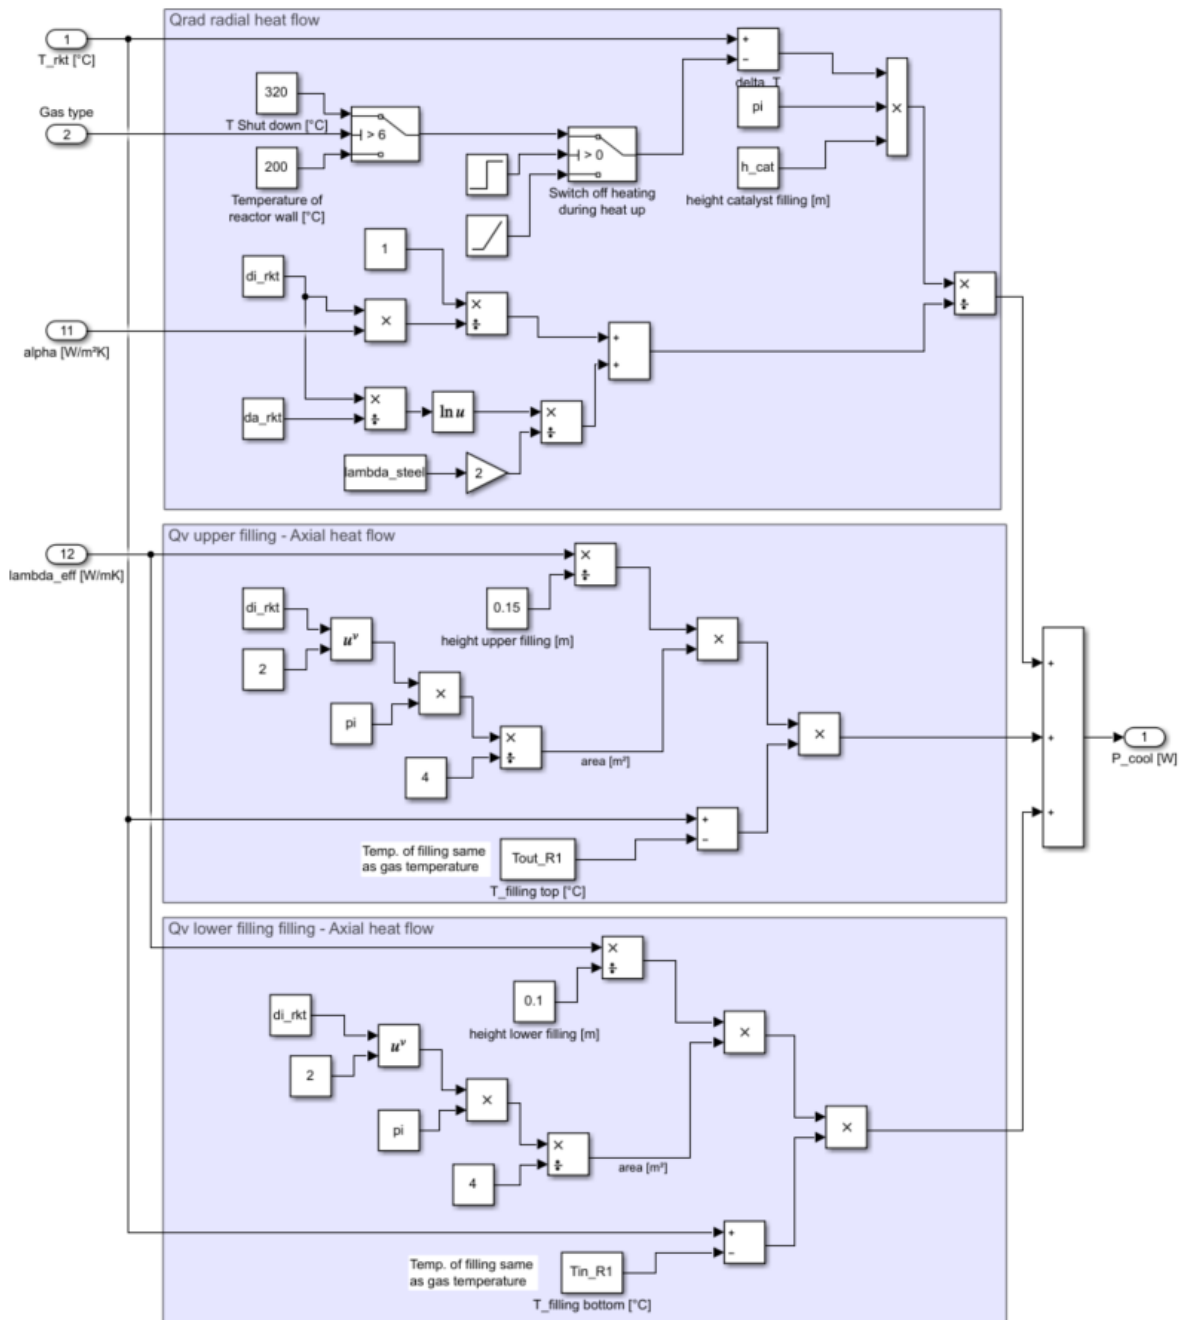 Qrad radial heat flow
1
T_rkt [°C]
Gas type
2
320
T Shut down [°C]
> 6
200
Temperature of
reactor wall [°C]
> 0
Switch off heating
during heat up
+
−
delta_T
pi
h_cat
height catalyst filling [m]
×
1
di_rkt
×
×
÷
11
alpha [W/m²K]
+
+
×
÷
da_rkt
×
÷
ln u
×
÷
lambda_steel
2
Qv upper filling - Axial heat flow
12
lambda_eff [W/mK]
×
÷
di_rkt
0.15
height upper filling [m]
u^v
2
×
×
pi
×
÷
4
area [m²]
×
+
−
Temp. of filling same
as gas temperature
Tout_R1
T_filling top [°C]
+
+
+
1
P_cool [W]
Qv lower filling filling - Axial heat flow
×
÷
di_rkt
0.1
height lower filling [m]
u^v
2
×
×
pi
×
÷
4
area [m²]
×
+
−
Temp. of filling same
as gas temperature
Tin_R1
T_filling bottom [°C]